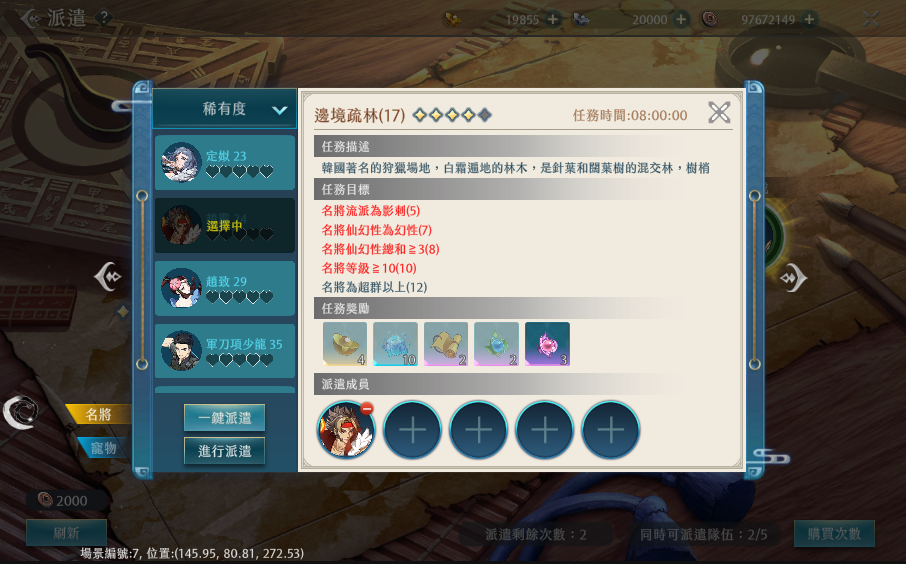 派遣 ?
19855
20000
97672149
稀有度
定娰 23
選擇中
趙致 29
軍刀項少龍 35
一鍵派遣
進行派遣
名將
寵物
邊境疏林(17)
任務時間:08:00:00
任務描述
韓國著名的狩獵場地，白霜遍地的林木，是針葉和闊葉樹的混交林，樹梢
任務目標
名將流派為影刺(5)
名將仙幻性為幻性(7)
名將仙幻性總和≧3(8)
名將等級≧10(10)
名將為超群以上(12)
任務獎勵
4
10
2
2
3
派遣成員
2000
刷新
派遣剩餘次數：2
同時可派遣隊伍：2/5
購買次數
場景編號:7, 位置:(145.95, 80.81, 272.53)